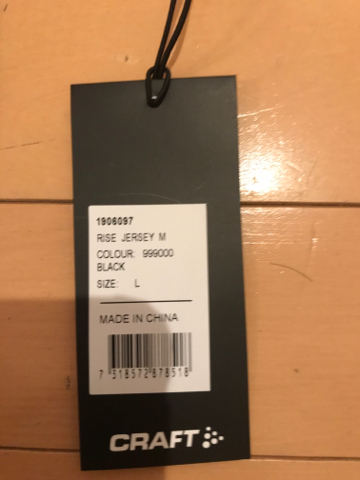 1906097
RISE JERSEY M
COLOUR: 999000
BLACK
SIZE: L
MADE IN CHINA
7 318572 878518
CRAFT